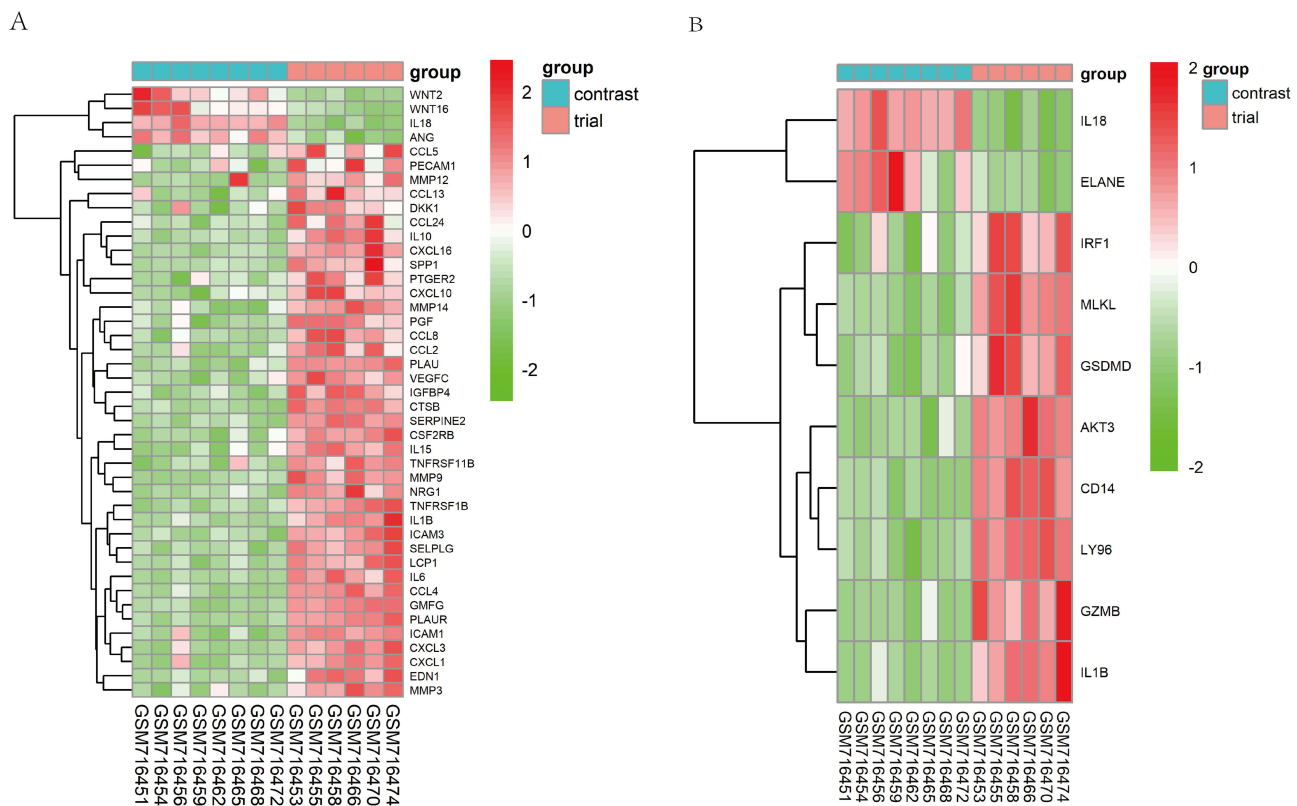 A
group
WNT2
WNT16
IL18
ANG
CCL5
PECAM1
MMP12
CCL13
DKK1
CCL24
IL10
CXCL16
SPP1
PTGER2
CXCL10
MMP14
PGF
CCL8
CCL2
PLAU
VEGFC
IGFBP4
CTSB
SERPINE2
CSF2RB
IL15
TNFRSF11B
MMP9
NRG1
TNFRSF1B
IL1B
ICAM3
SELPLG
LCP1
IL6
CCL4
GMFG
PLAUR
ICAM1
CXCL3
CXCL1
EDN1
MMP3
GSM716451
GSM716454
GSM716456
GSM716459
GSM716462
GSM716465
GSM716468
GSM716472
GSM716453
GSM716455
GSM716458
GSM716466
GSM716470
GSM716474
2
1
0
-1
-2
group
contrast
trial
B
group
IL18
ELANE
IRF1
MLKL
GSDMD
AKT3
CD14
LY96
GZMB
IL1B
GSM716451
GSM716454
GSM716456
GSM716459
GSM716462
GSM716465
GSM716468
GSM716472
GSM716453
GSM716455
GSM716458
GSM716466
GSM716470
GSM716474
2
1
0
-1
-2
group
contrast
trial